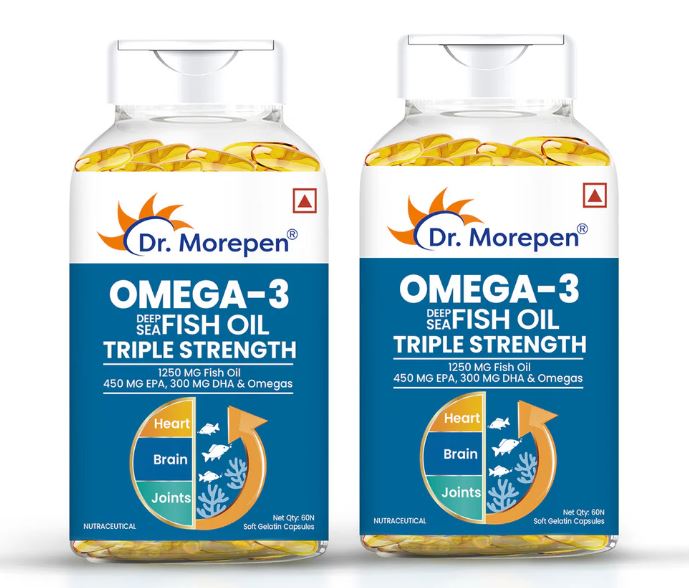 Dr. Morepen®
OMEGA-3
DEEP SEA FISH OIL
TRIPLE STRENGTH
1250 MG Fish Oil
450 MG EPA, 300 MG DHA & Omegas
Heart
Brain
Joints
NUTRACEUTICAL
Net Qty: 60N
Soft Gelatin Capsules
Dr. Morepen®
OMEGA-3
DEEP SEA FISH OIL
TRIPLE STRENGTH
1250 MG Fish Oil
450 MG EPA, 300 MG DHA & Omegas
Heart
Brain
Joints
NUTRACEUTICAL
Net Qty: 60N
Soft Gelatin Capsules